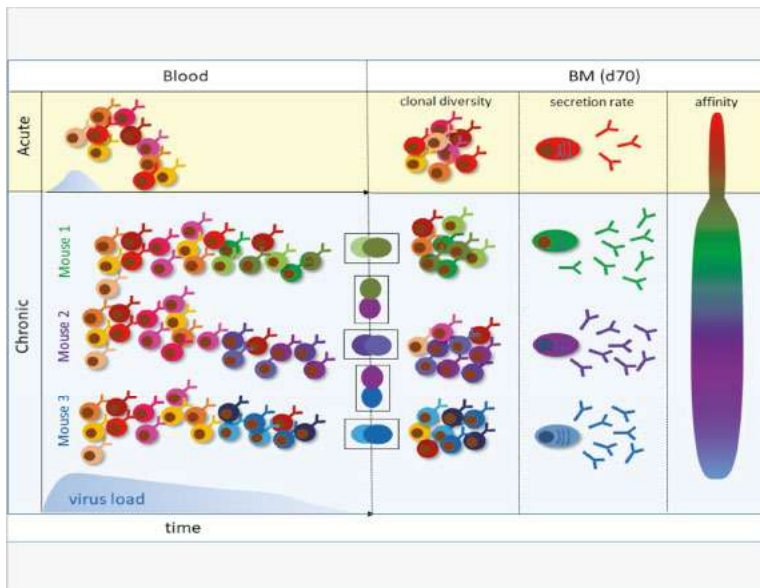 Blood
BM (d70)
clonal diversity
secretion rate
affinity
Acute
Chronic
Mouse 1
Mouse 2
Mouse 3
virus load
time